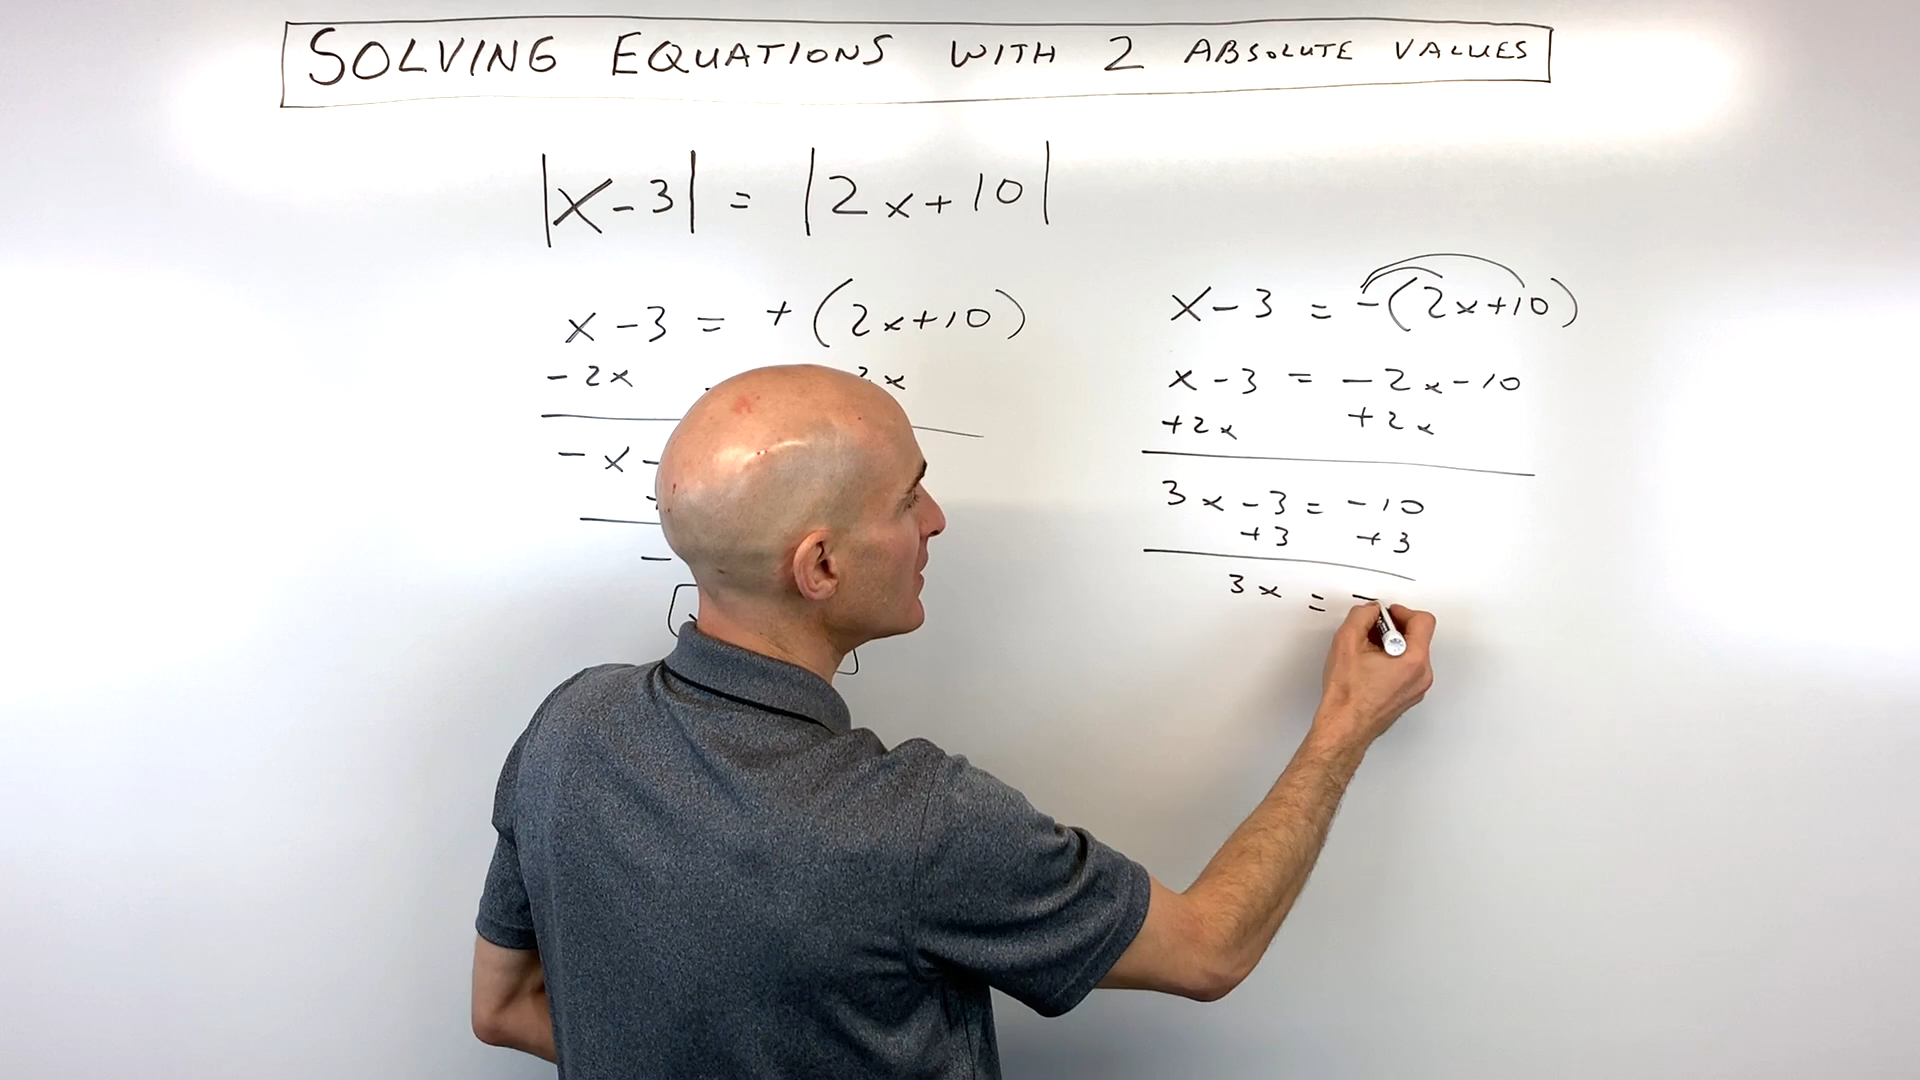 SOLVING EQUATIONS WITH 2 ABSOLUTE VALUES
|x-3| = |2x+10|
x-3 = +(2x+10)
-2x 2x
-x-
-
x-3 = -(2x+10)
x-3 = -2x-10
+2x +2x
3x-3 = -10
+3 +3
3x = -